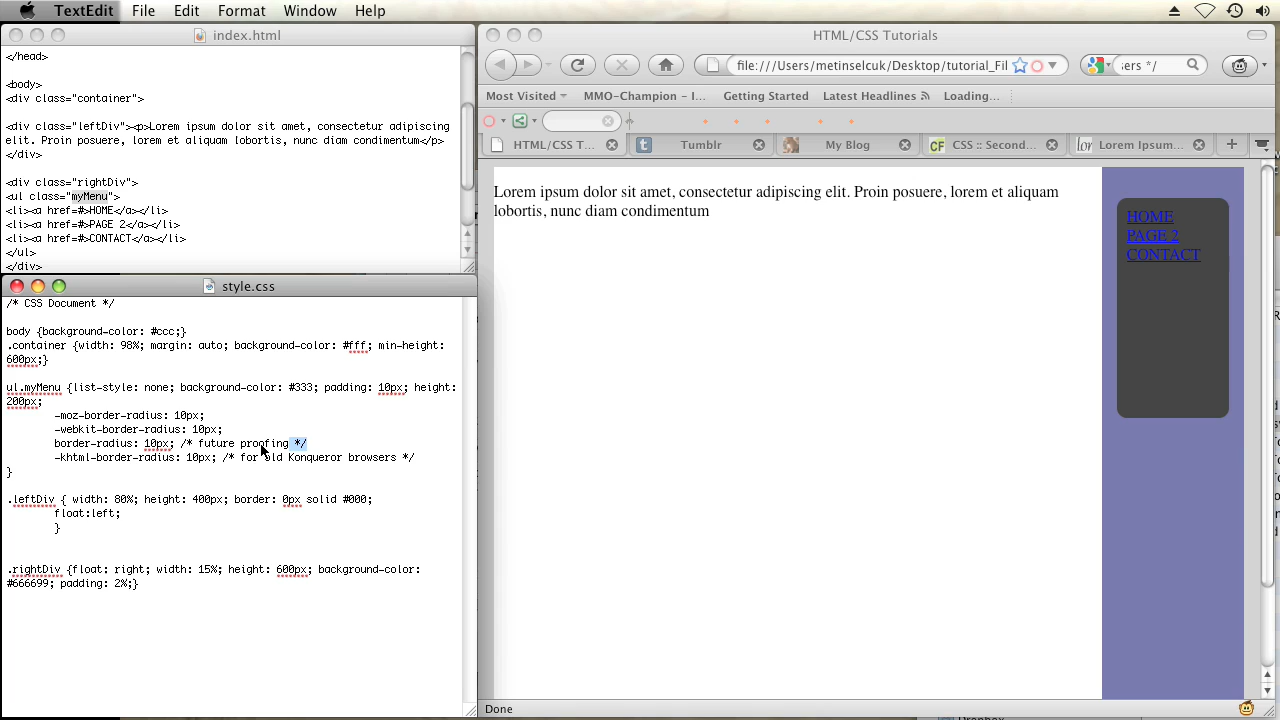 TextEdit File Edit Format Window Help
index.html
</head>
<body>
<div class="container">
<div class="leftDiv"><p>Lorem ipsum dolor sit amet, consectetur adipiscing
elit. Proin posuere, lorem et aliquam lobortis, nunc diam condimentum</p>
</div>
<div class="rightDiv">
<ul class="myMenu">
<li><a href=#>HOME</a></li>
<li><a href=#>PAGE 2</a></li>
<li><a href=#>CONTACT</a></li>
</ul>
</div>
style.css
/* CSS Document */
body {background-color: #ccc;}
.container {width: 98%; margin: auto; background-color: #fff; min-height:
600px;}
ul.myMenu {list-style: none; background-color: #333; padding: 10px; height:
200px;
-moz-border-radius: 10px;
-webkit-border-radius: 10px;
border-radius: 10px; /* future proofing */
-khtml-border-radius: 10px; /* for old Konqueror browsers */
}
.leftDiv { width: 80%; height: 400px; border: 0px solid #000;
float:left;
}
.rightDiv {float: right; width: 15%; height: 600px; background-color:
#666699; padding: 2%;}
HTML/CSS Tutorials
file:///Users/metinselcuk/Desktop/tutorial_Fil
ers */
Most Visited MMO-Champion - I... Getting Started Latest Headlines Loading...
HTML/CSS T... Tumblr My Blog CF CSS :: Second... lor Lorem Ipsum...
Lorem ipsum dolor sit amet, consectetur adipiscing elit. Proin posuere, lorem et aliquam
lobortis, nunc diam condimentum
HOME
PAGE 2
CONTACT
Done